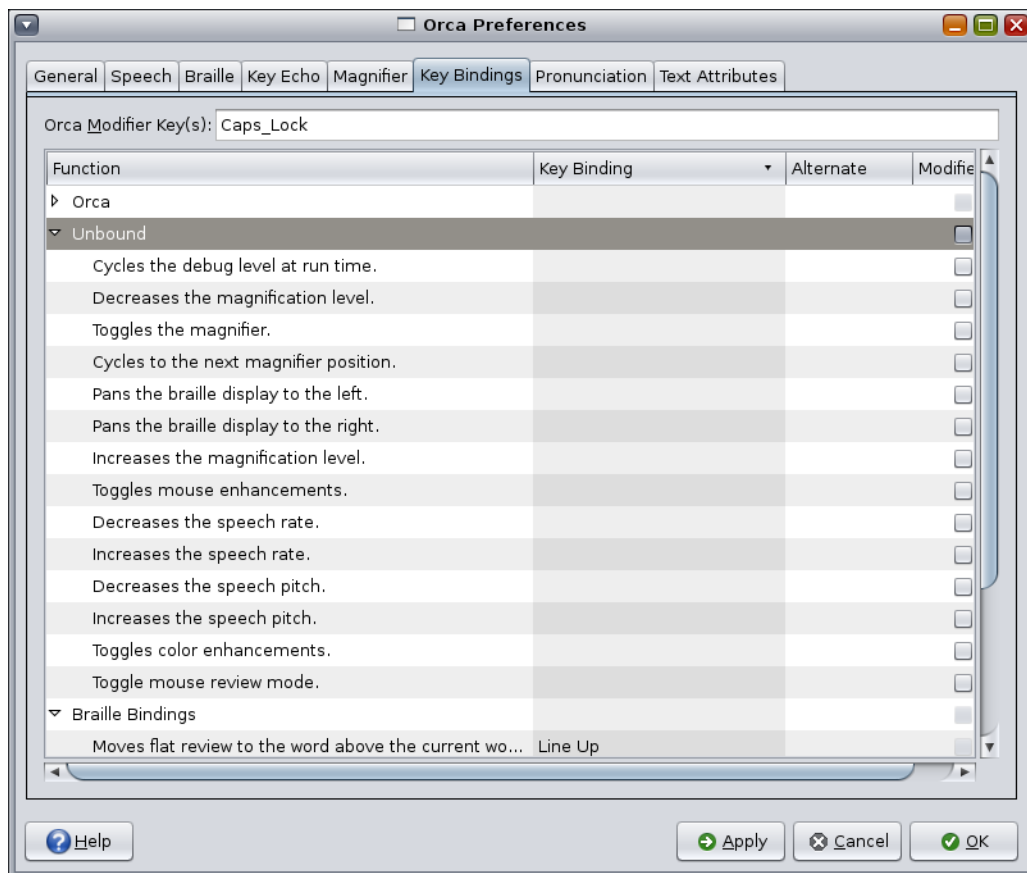 Orca Preferences
General Speech Braille Key Echo Magnifier Key Bindings Pronunciation Text Attributes
Orca Modifier Key(s): Caps_Lock
Function Key Binding Alternate Modifie
Orca
Unbound
Cycles the debug level at run time.
Decreases the magnification level.
Toggles the magnifier.
Cycles to the next magnifier position.
Pans the braille display to the left.
Pans the braille display to the right.
Increases the magnification level.
Toggles mouse enhancements.
Decreases the speech rate.
Increases the speech rate.
Decreases the speech pitch.
Increases the speech pitch.
Toggles color enhancements.
Toggle mouse review mode.
Braille Bindings
Moves flat review to the word above the current wo... Line Up
Help Apply Cancel OK